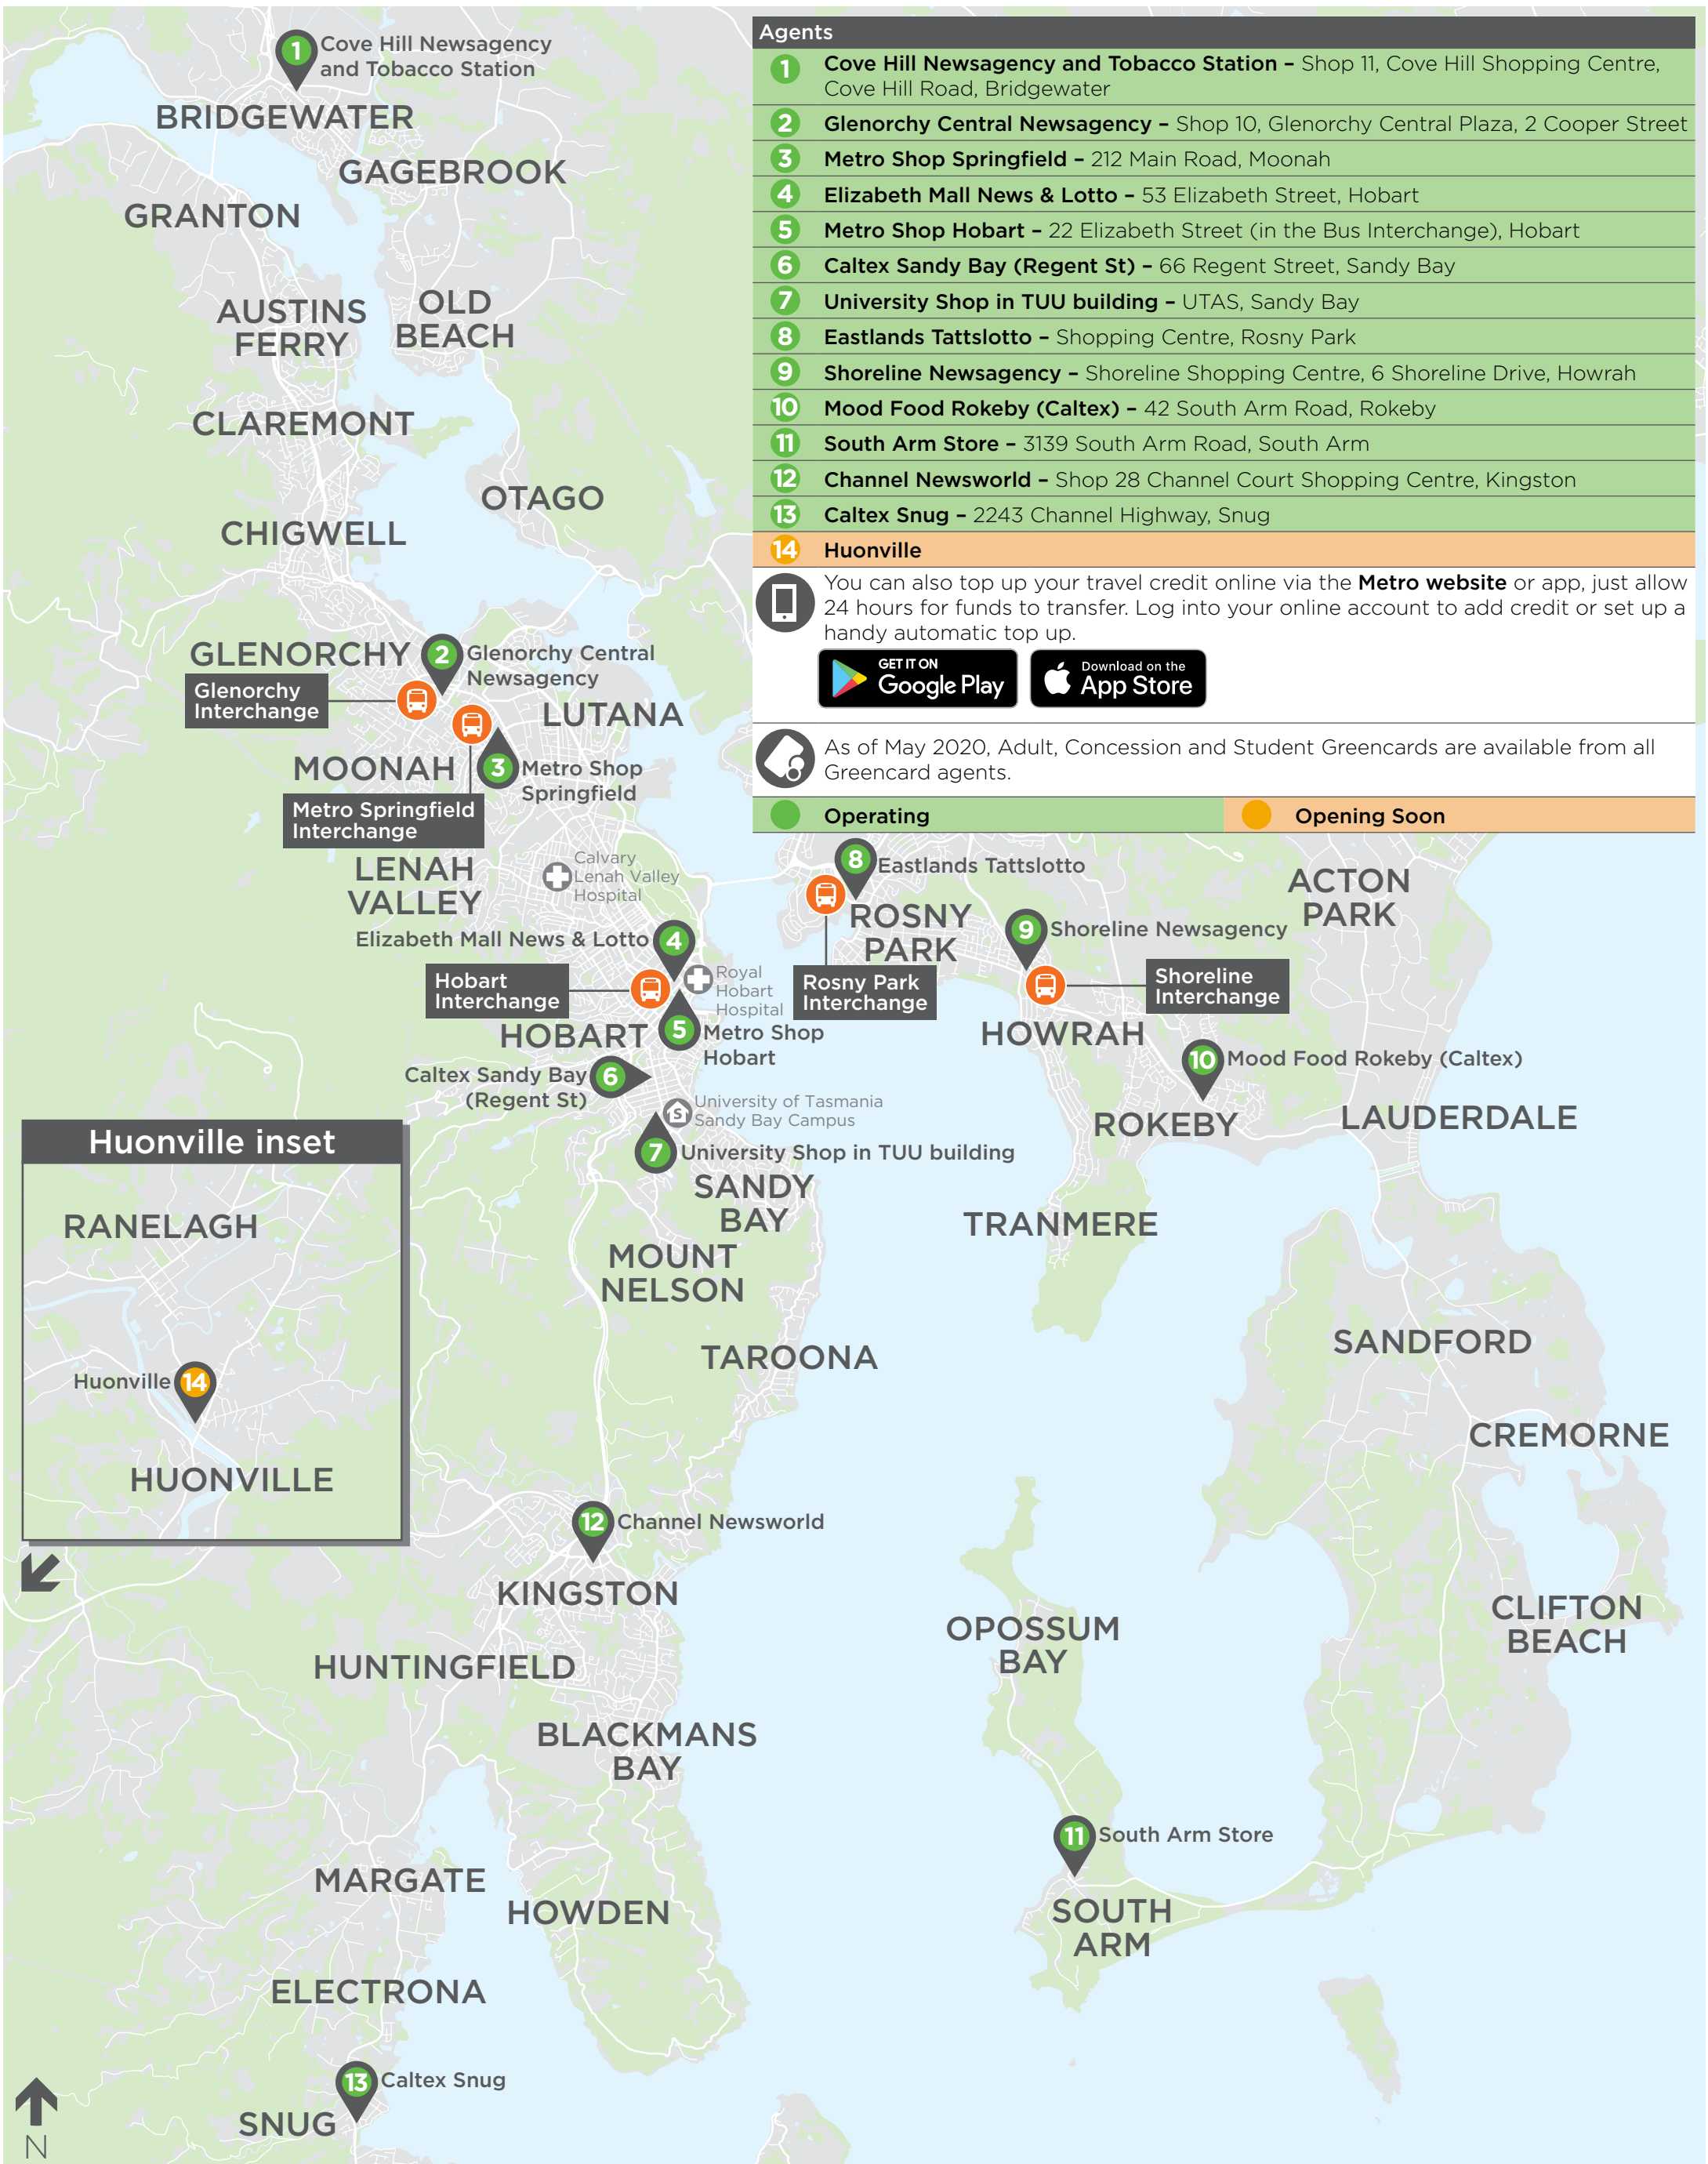 Agents
1 Cove Hill Newsagency and Tobacco Station – Shop 11, Cove Hill Shopping Centre,
Cove Hill Road, Bridgewater
2 Glenorchy Central Newsagency – Shop 10, Glenorchy Central Plaza, 2 Cooper Street
3 Metro Shop Springfield – 212 Main Road, Moonah
4 Elizabeth Mall News & Lotto – 53 Elizabeth Street, Hobart
5 Metro Shop Hobart – 22 Elizabeth Street (in the Bus Interchange), Hobart
6 Caltex Sandy Bay (Regent St) – 66 Regent Street, Sandy Bay
7 University Shop in TUU building – UTAS, Sandy Bay
8 Eastlands Tattslotto – Shopping Centre, Rosny Park
9 Shoreline Newsagency – Shoreline Shopping Centre, 6 Shoreline Drive, Howrah
10 Mood Food Rokeby (Caltex) – 42 South Arm Road, Rokeby
11 South Arm Store – 3139 South Arm Road, South Arm
12 Channel Newsworld – Shop 28 Channel Court Shopping Centre, Kingston
13 Caltex Snug – 2243 Channel Highway, Snug
14 Huonville
You can also top up your travel credit online via the Metro website or app, just allow
24 hours for funds to transfer. Log into your online account to add credit or set up a
handy automatic top up.
GET IT ON
Google Play
Download on the
App Store
As of May 2020, Adult, Concession and Student Greencards are available from all
Greencard agents.
Operating
Opening Soon
1 Cove Hill Newsagency
and Tobacco Station
BRIDGEWATER
GAGEBROOK
GRANTON
AUSTINS
FERRY
OLD
BEACH
CLAREMONT
OTAGO
CHIGWELL
GLENORCHY
2 Glenorchy Central
Newsagency
Glenorchy
Interchange
LUTANA
MOONAH
3 Metro Shop
Springfield
Metro Springfield
Interchange
LENAH
VALLEY
Calvary
Lenah Valley
Hospital
8 Eastlands Tattslotto
ROSNY
PARK
ACTON
PARK
Elizabeth Mall News & Lotto 4
9 Shoreline Newsagency
Hobart
Interchange
Royal
Hobart
Hospital
Rosny Park
Interchange
Shoreline
Interchange
HOBART
5 Metro Shop
Hobart
HOWRAH
Caltex Sandy Bay 6
(Regent St)
10 Mood Food Rokeby (Caltex)
S University of Tasmania
Sandy Bay Campus
ROKEBY
LAUDERDALE
7 University Shop in TUU building
SANDY
BAY
TRANMERE
MOUNT
NELSON
TAROONA
SANDFORD
CREMORNE
Huonville inset
RANELAGH
Huonville 14
HUONVILLE
12 Channel Newsworld
KINGSTON
CLIFTON
BEACH
OPOSSUM
BAY
HUNTINGFIELD
BLACKMANS
BAY
11 South Arm Store
MARGATE
HOWDEN
SOUTH
ARM
ELECTRONA
13 Caltex Snug
SNUG
N